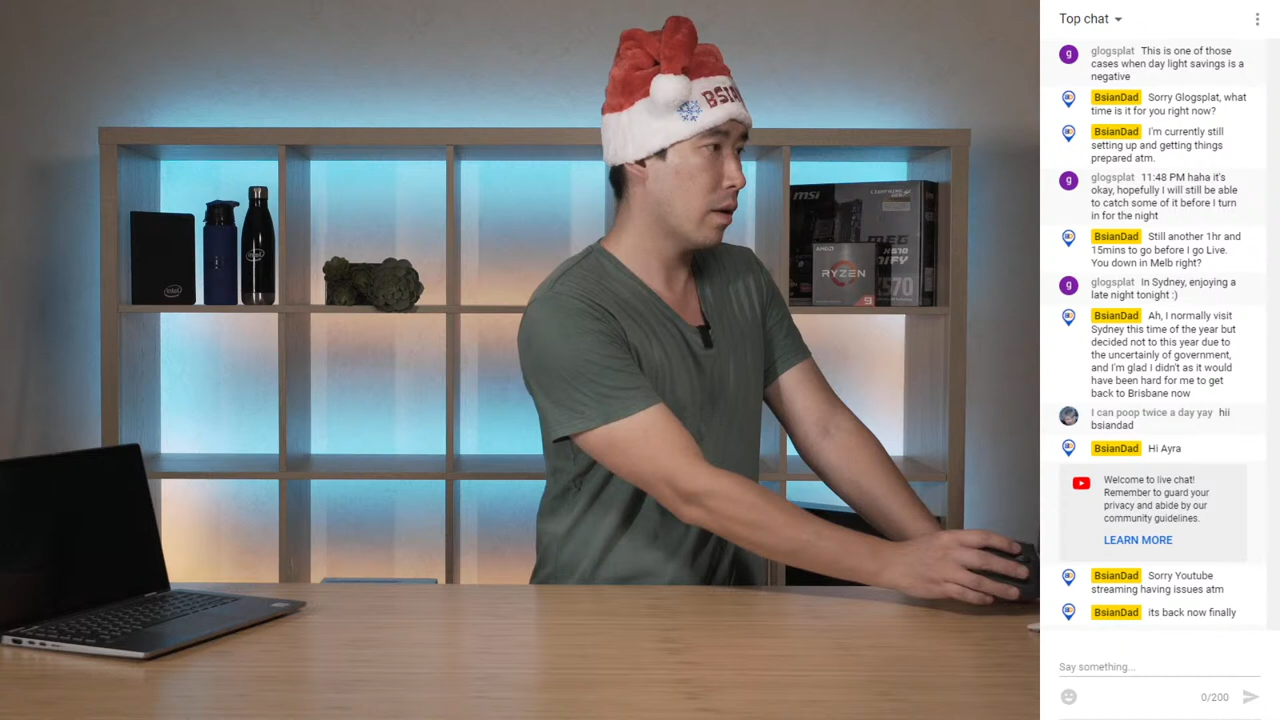 Top chat
glogsplat This is one of those
cases when day light savings is a
negative
BsianDad Sorry Glogsplat, what
time is it for you right now?
BsianDad I'm currently still
setting up and getting things
prepared atm.
glogsplat 11:48 PM haha it's
okay, hopefully I will still be able
to catch some of it before I turn
in for the night
BsianDad Still another 1hr and
15mins to go before I go Live.
You down in Melb right?
glogsplat In Sydney, enjoying a
late night tonight :)
BsianDad Ah, I normally visit
Sydney this time of the year but
decided not to this year due to
the uncertainly of government,
and I'm glad I didn't as it would
have been hard for me to get
back to Brisbane now
I can poop twice a day yay hii
bsiandad
BsianDad Hi Ayra
Welcome to live chat!
Remember to guard your
privacy and abide by our
community guidelines.
LEARN MORE
BsianDad Sorry Youtube
streaming having issues atm
BsianDad its back now finally
Say something...
0/200
g
g
g
BSIAN
intel
intel
msi
MEG
X570
AMD
RYZEN
9
X570